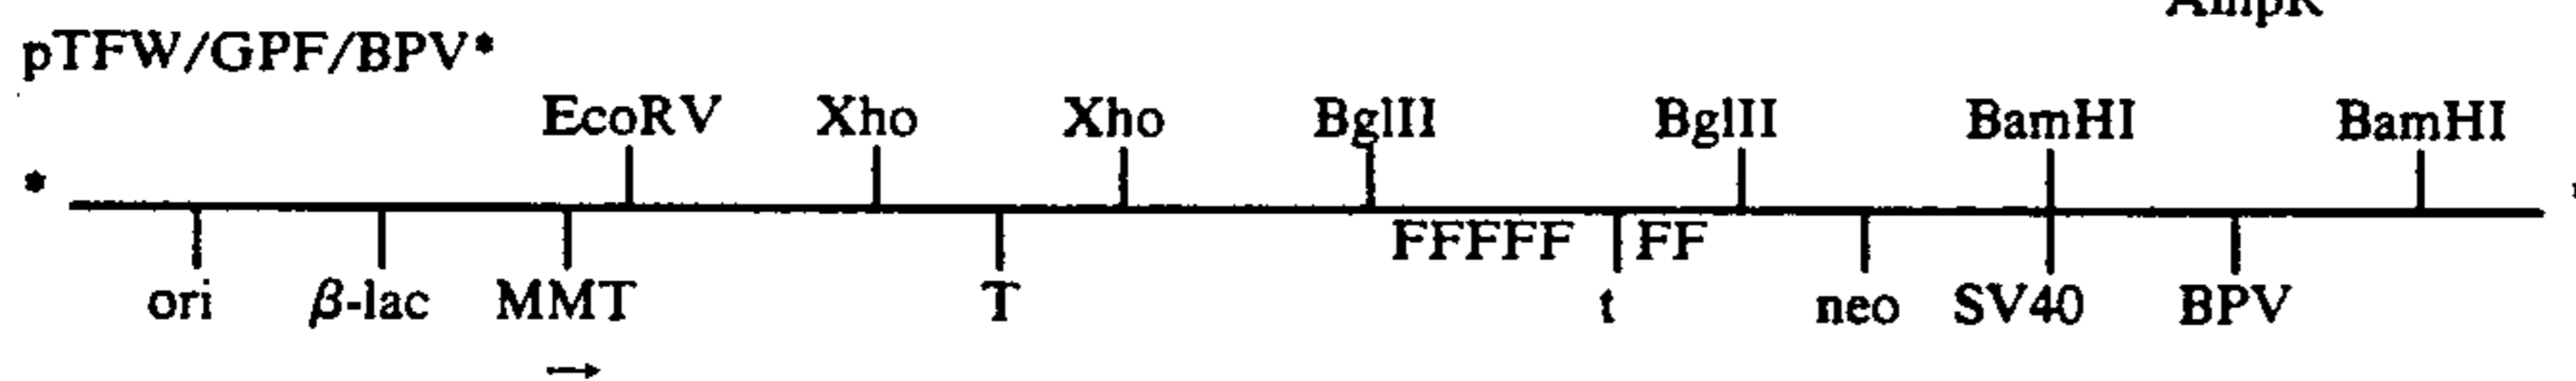 AmpR
pTFW/GPF/BPV*
EcoRV Xho Xho BglII BglII BamHI BamHI
* *
FFFFF FF
ori β-lac MMT T t neo SV40 BPV
→